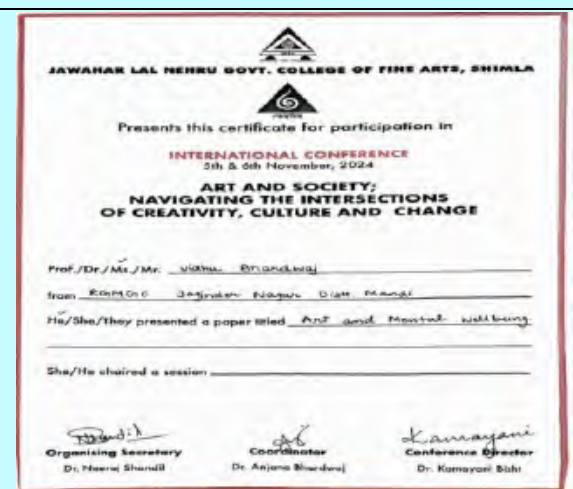 JAWAHAR LAL NEHRU GOVT. COLLEGE OF FINE ARTS, SHIMLA
Presents this certificate for participation in
INTERNATIONAL CONFERENCE
5th & 6th November, 2024
ART AND SOCIETY;
NAVIGATING THE INTERSECTIONS
OF CREATIVITY, CULTURE AND CHANGE
Prof./Dr./Ms./Mr. Vidhu Bhardwaj
from Joginder Nagar Distt. Mandi
He/She/They presented a paper titled Art and Mental wellbeing
She/He chaired a session
Organising Secretary Coordinator Conference Director
Dr. Neeraj Shandil Dr. Anjana Bhardwaj Dr. Kamayani Bisht